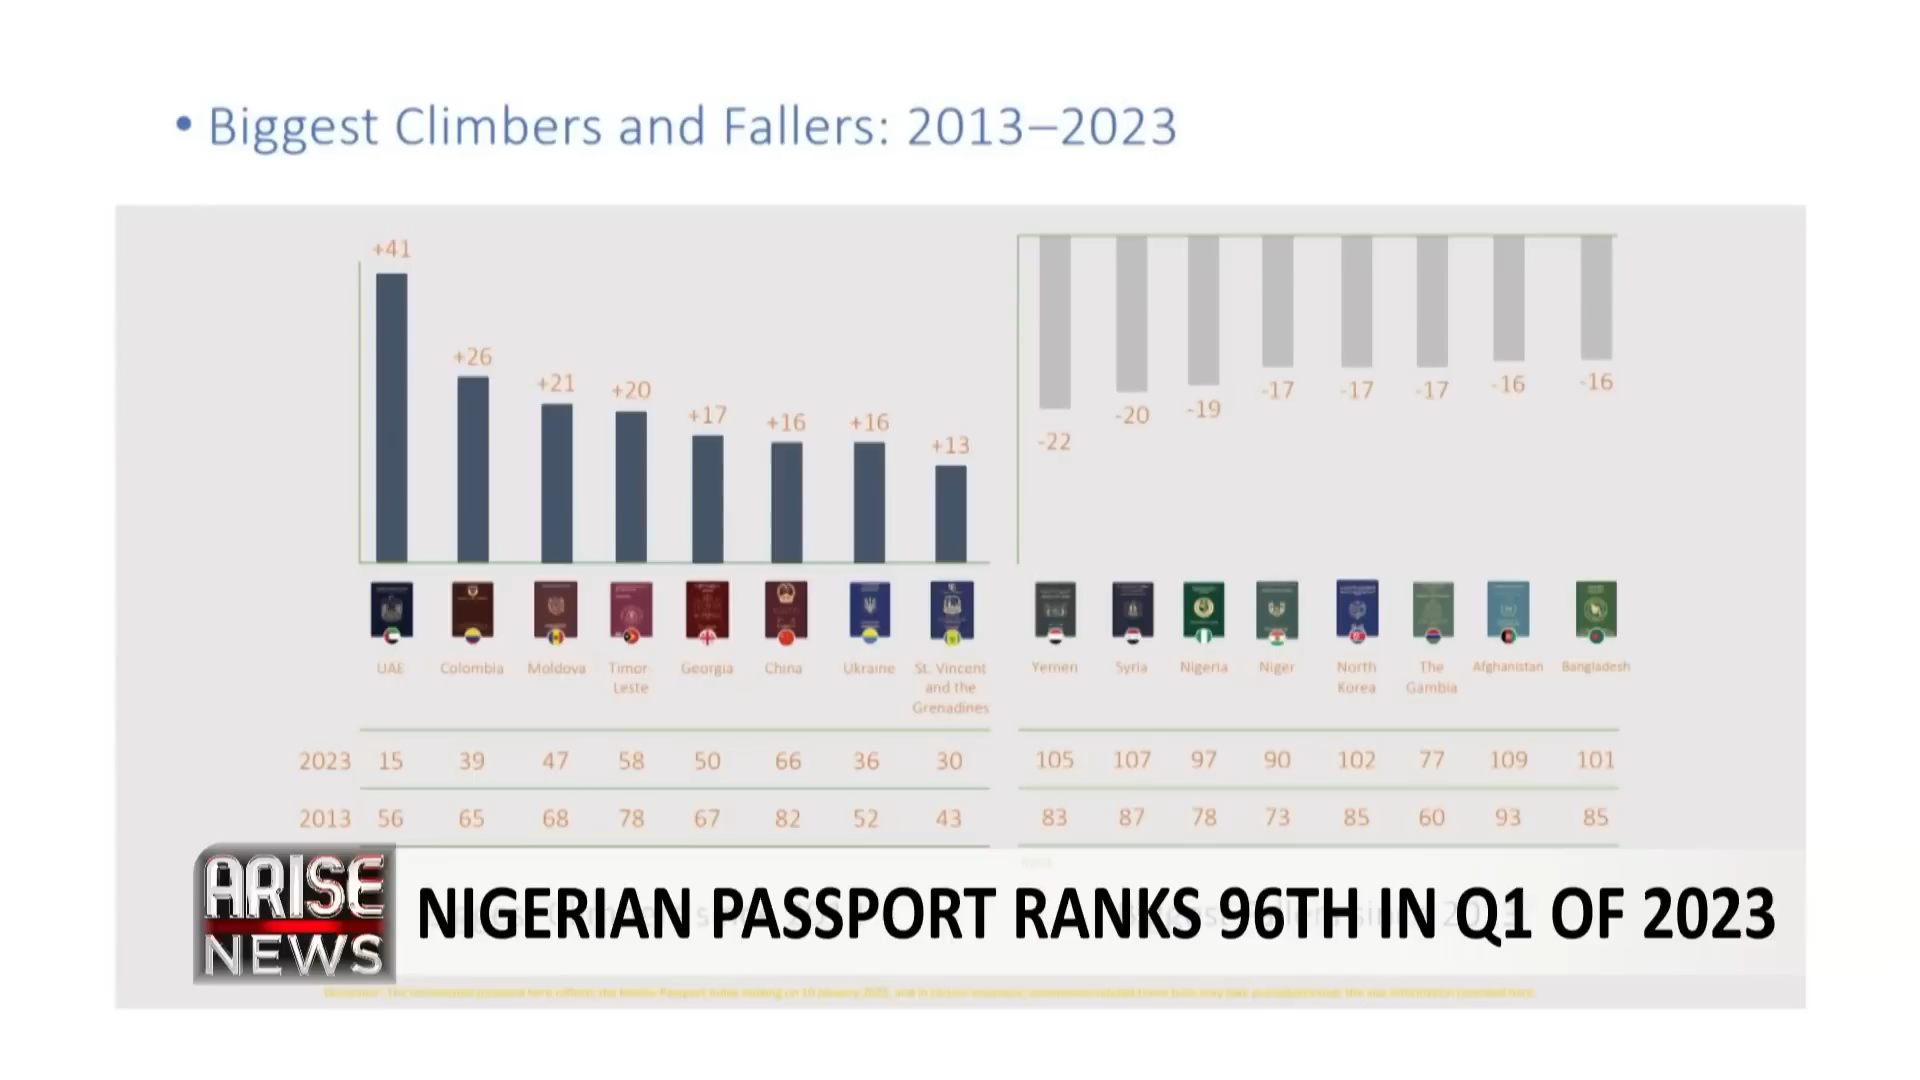 • Biggest Climbers and Fallers: 2013–2023
+41
+26
+21
+20
+17
+16
+16
+13
-22
-20
-19
-17
-17
-17
-16
-16
UAE
Colombia
Moldova
Timor
Leste
Georgia
China
Ukraine
St. Vincent
and the
Grenadines
Yemen
Syria
Nigeria
Niger
North
Korea
The
Gambia
Afghanistan
Bangladesh
2023 15 39 47 58 50 66 36 30 105 107 97 90 102 77 109 101
2013 56 65 68 78 67 82 52 43 83 87 78 73 85 60 93 85
ARISE
NEWS
NIGERIAN PASSPORT RANKS 96TH IN Q1 OF 2023